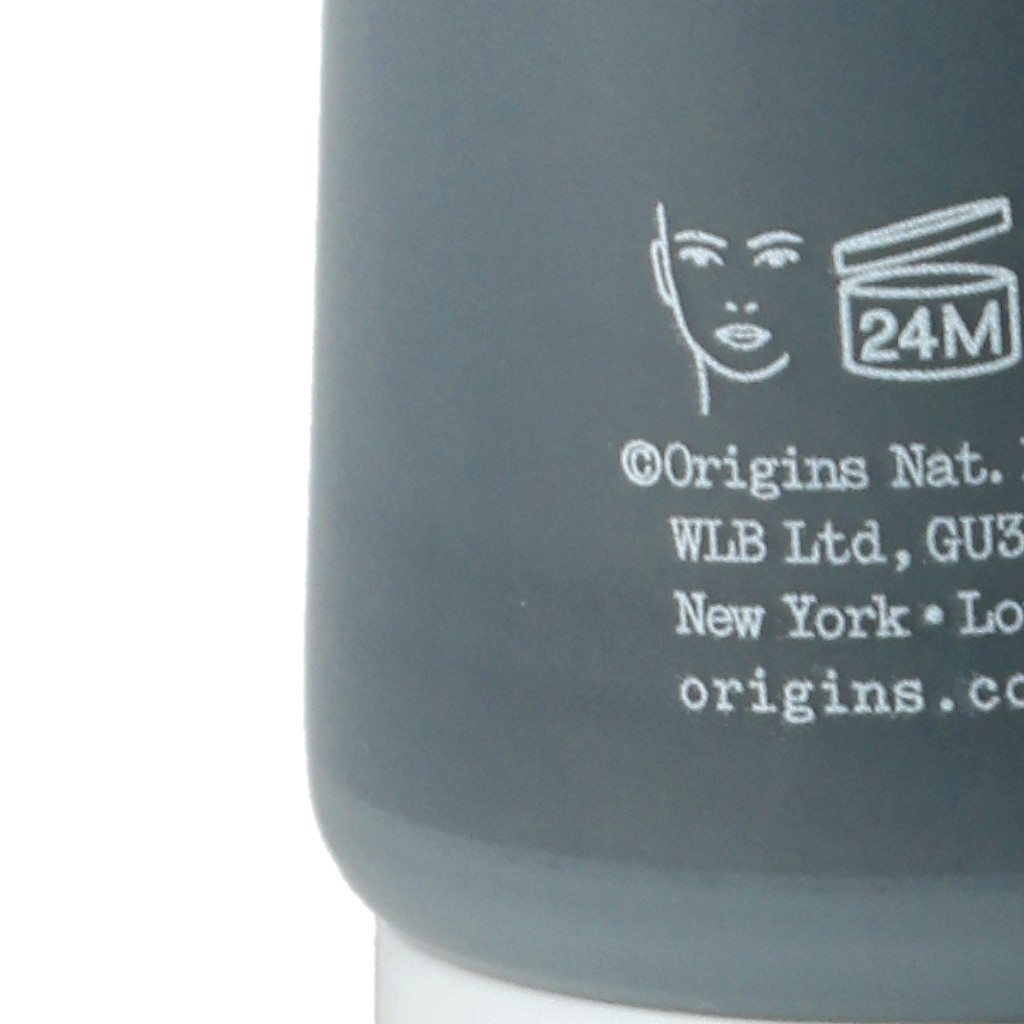 24M
©Origins Nat.
WLB Ltd, GU3
New York • Lo
origins.co